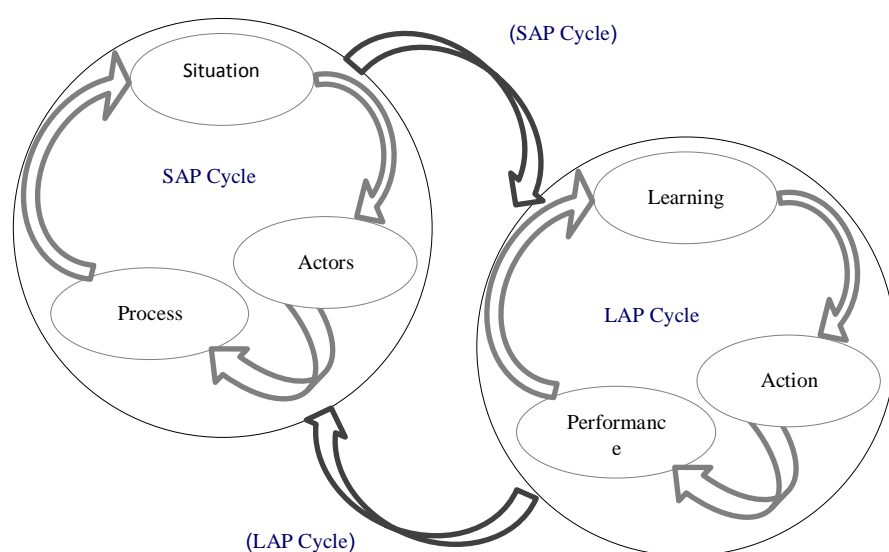 (SAP Cycle)
Situation
SAP Cycle
Actors
Process
Learning
LAP Cycle
Action
Performanc
e
(LAP Cycle)